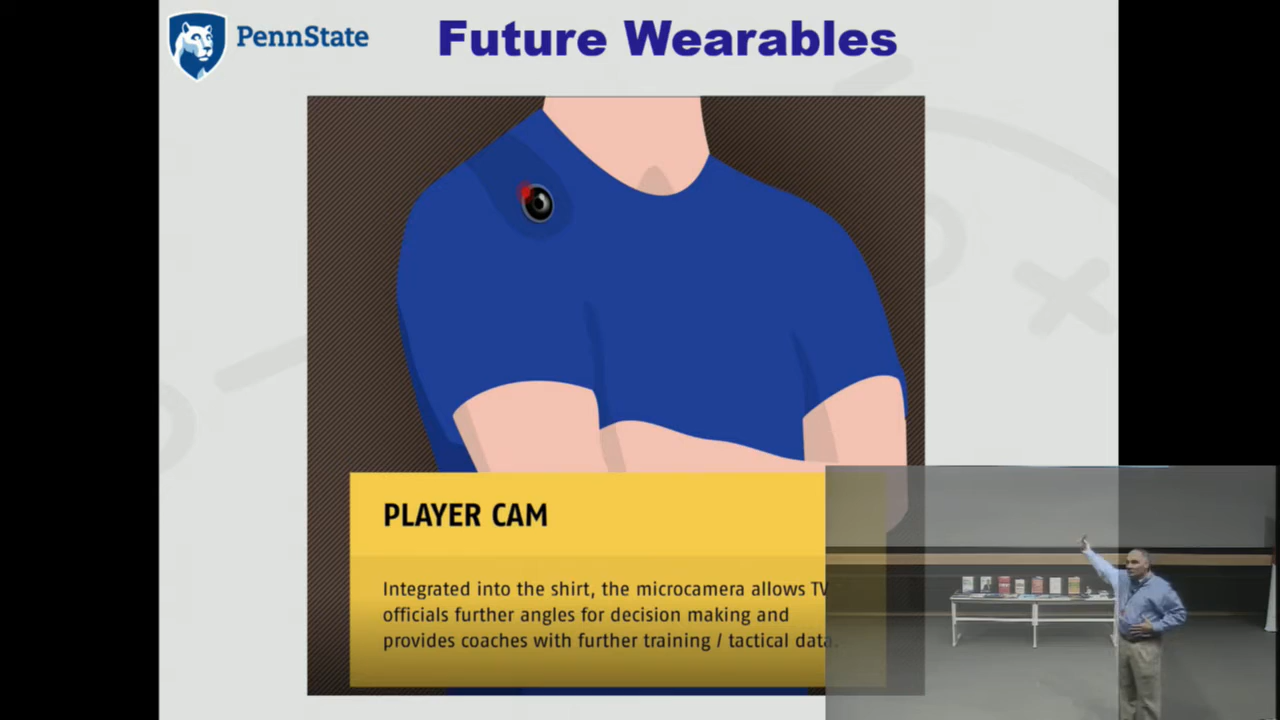 PennState
Future Wearables
PLAYER CAM
Integrated into the shirt, the microcamera allows TV
officials further angles for decision making and
provides coaches with further training / tactical data.